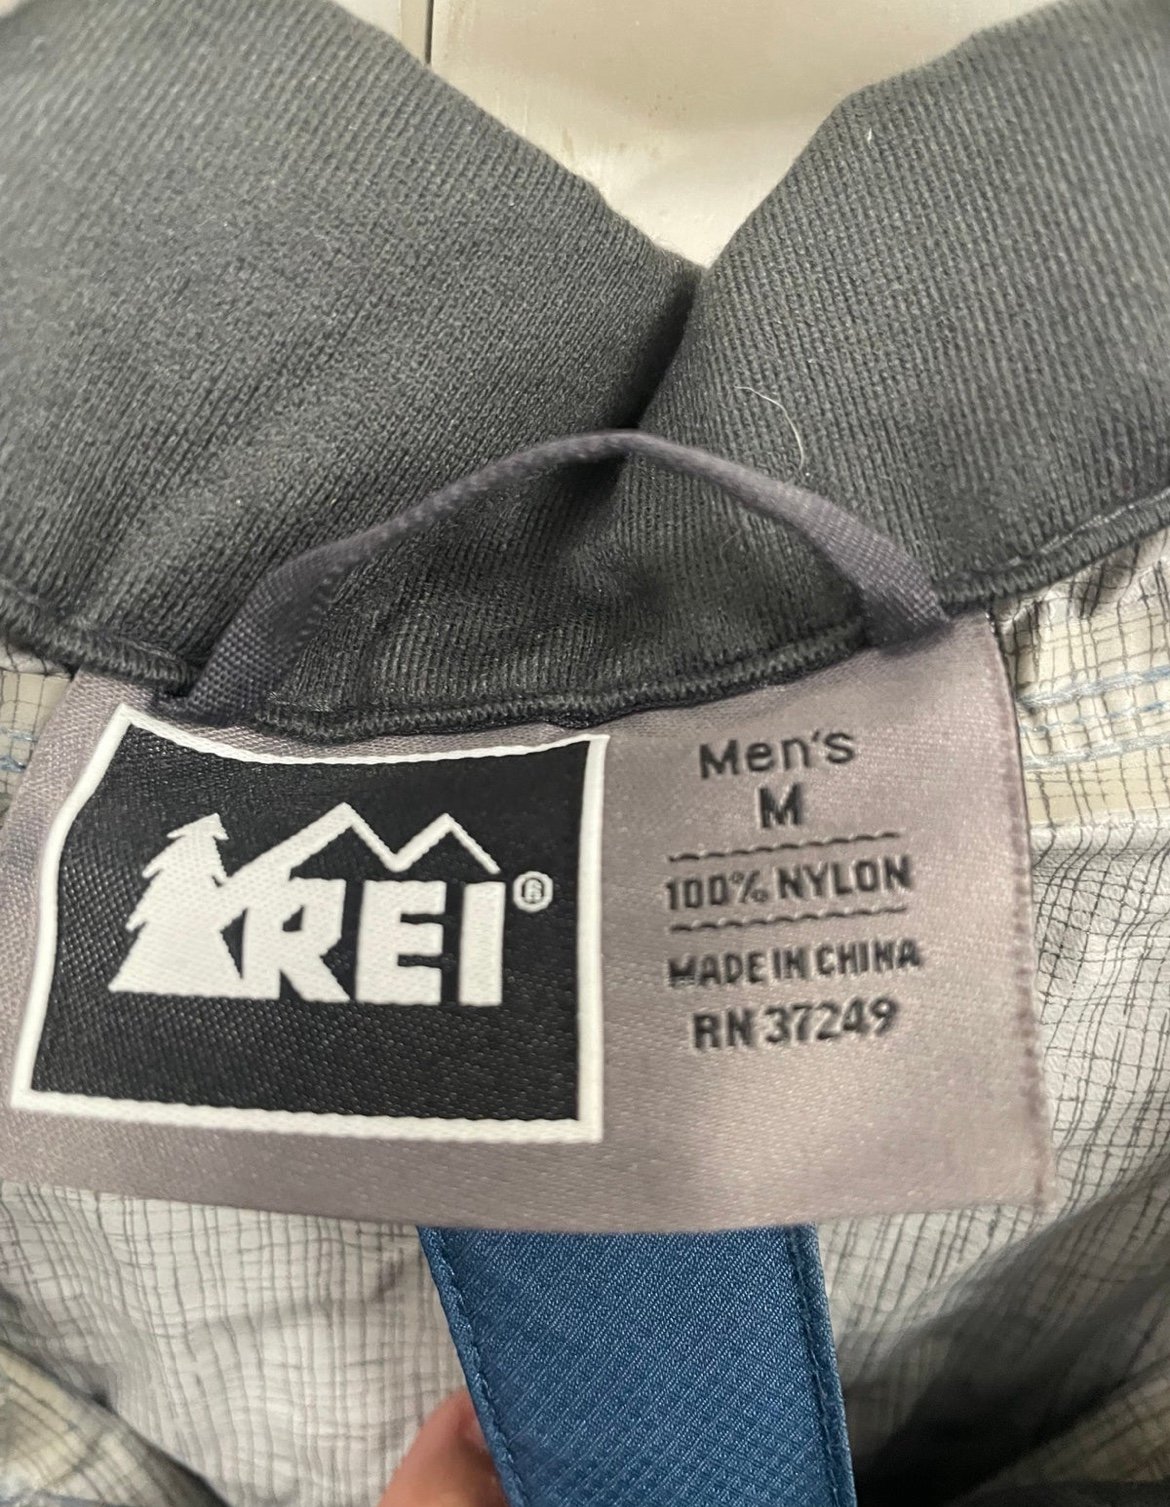 REI®
Men's
M
100% NYLON
MADE IN CHINA
RN 37249